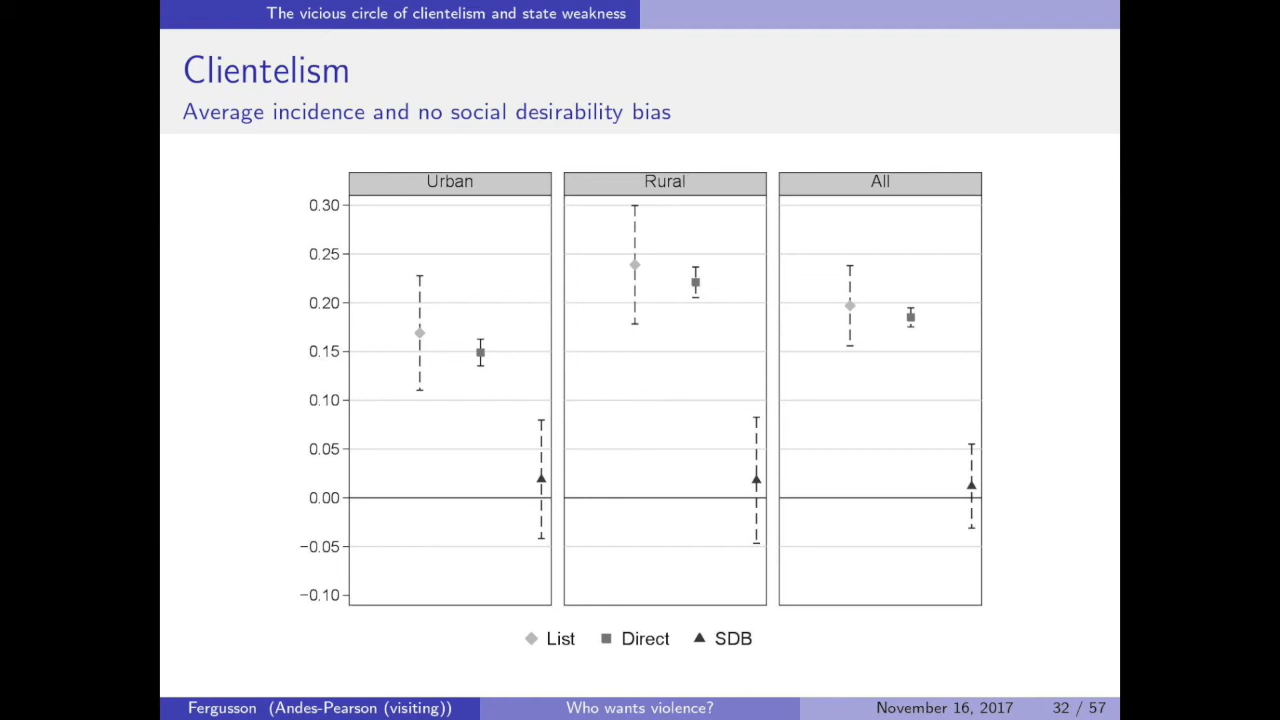 The vicious circle of clientelism and state weakness
Clientelism
Average incidence and no social desirability bias
Urban Rural All
0.30
0.25
0.20
0.15
0.10
0.05
0.00
−0.05
−0.10
List Direct SDB
Fergusson (Andes-Pearson (visiting)) Who wants violence? November 16, 2017 32 / 57